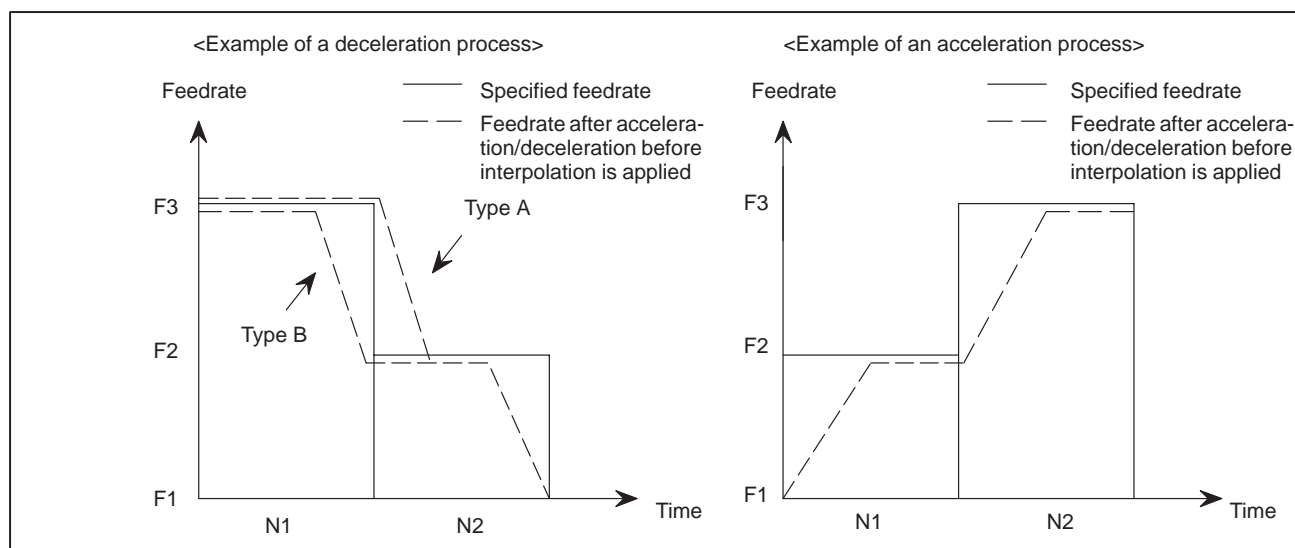 <Example of a deceleration process>
Feedrate
Specified feedrate
Feedrate after accelera-
tion/deceleration before
interpolation is applied
F3
Type A
Type B
F2
F1
Time
N1
N2
<Example of an acceleration process>
Feedrate
Specified feedrate
Feedrate after accelera-
tion/deceleration before
interpolation is applied
F3
F2
F1
Time
N1
N2